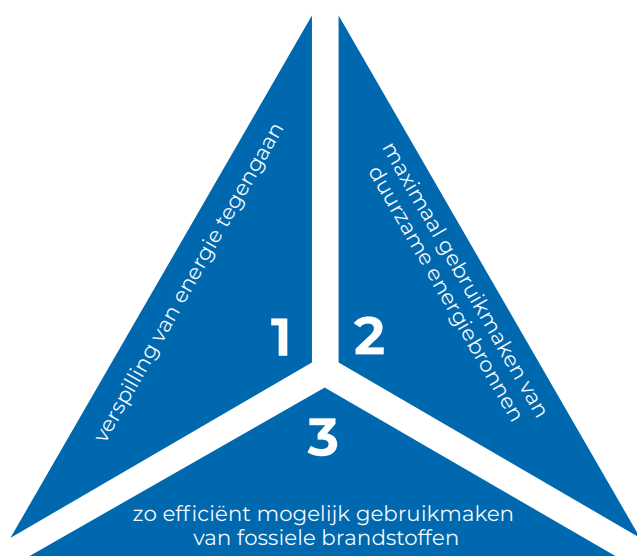 verspilling van energie tegengaan
1
maximaal gebruikmaken van
duurzame energiebronnen
2
3
zo efficiënt mogelijk gebruikmaken
van fossiele brandstoffen